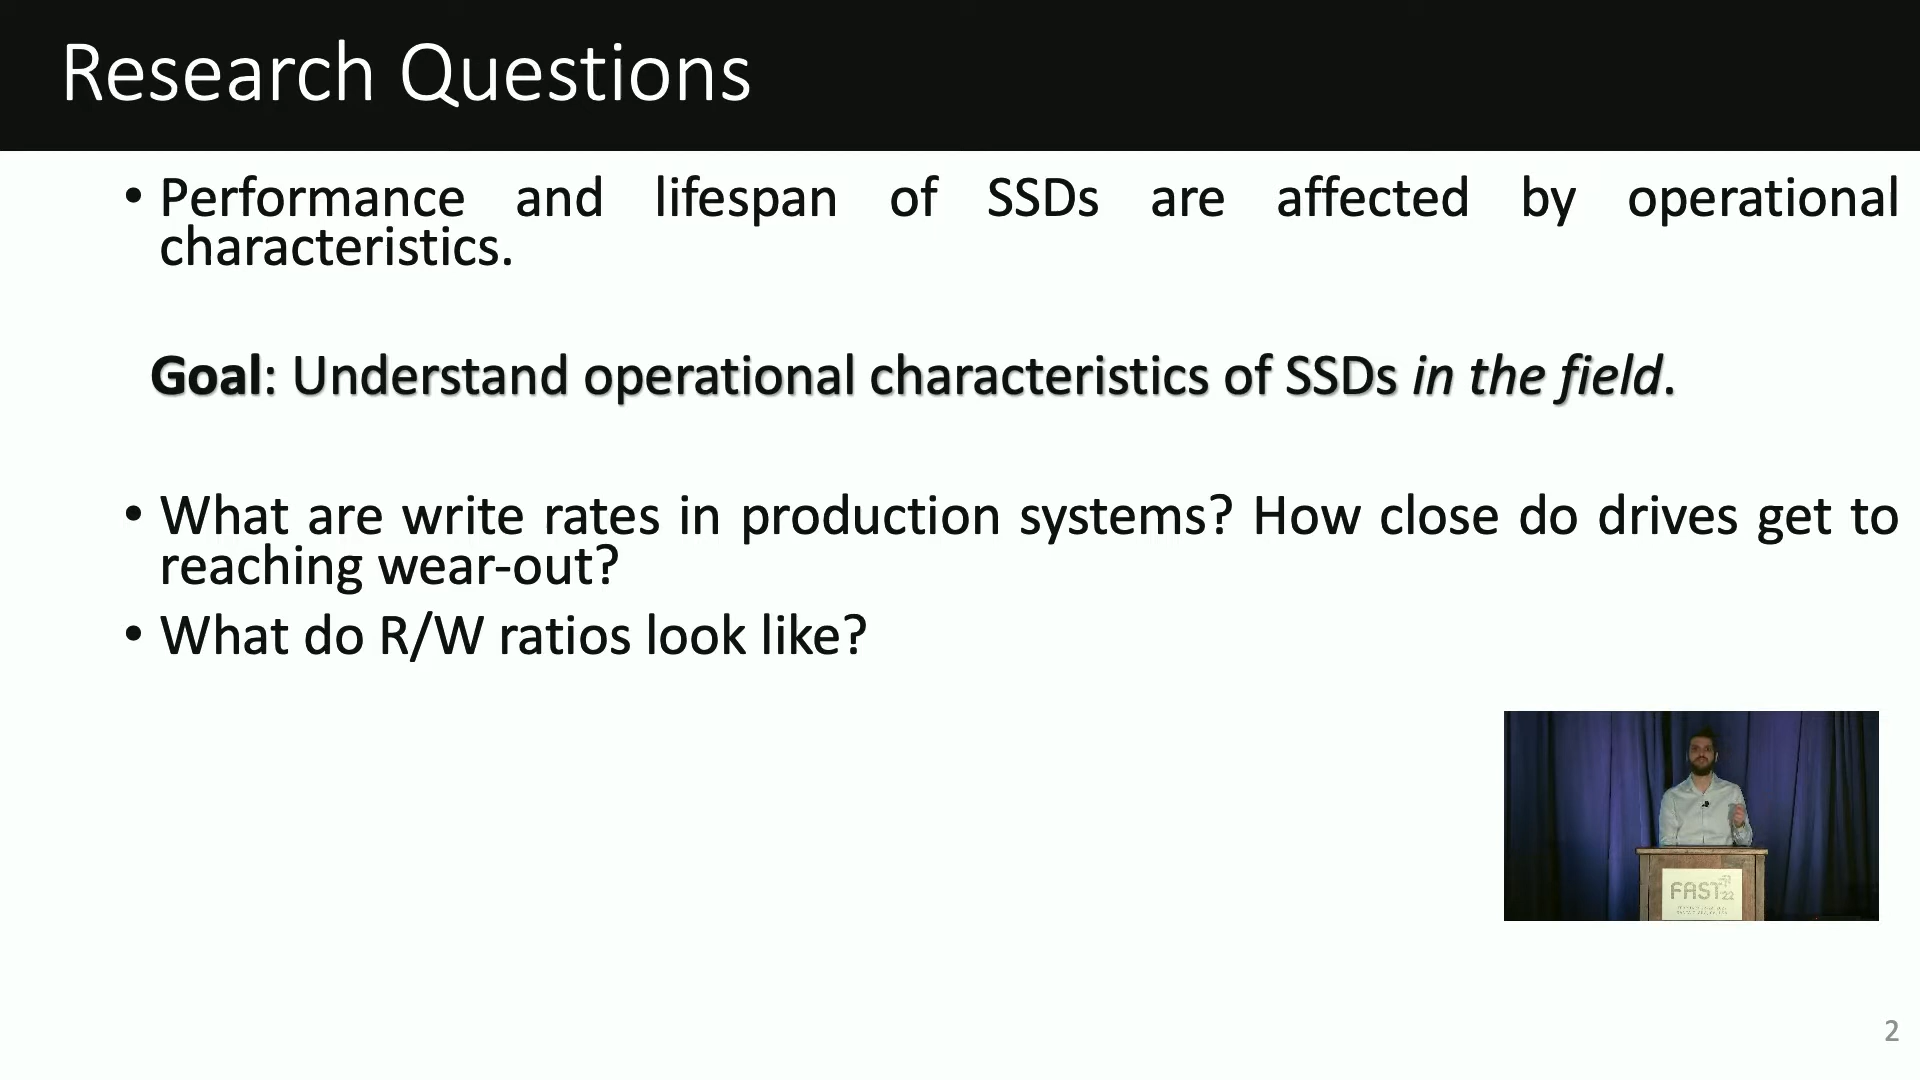 Research Questions
• Performance and lifespan of SSDs are affected by operational
characteristics.
Goal: Understand operational characteristics of SSDs in the field.
• What are write rates in production systems? How close do drives get to
reaching wear-out?
• What do R/W ratios look like?
FAST22
2